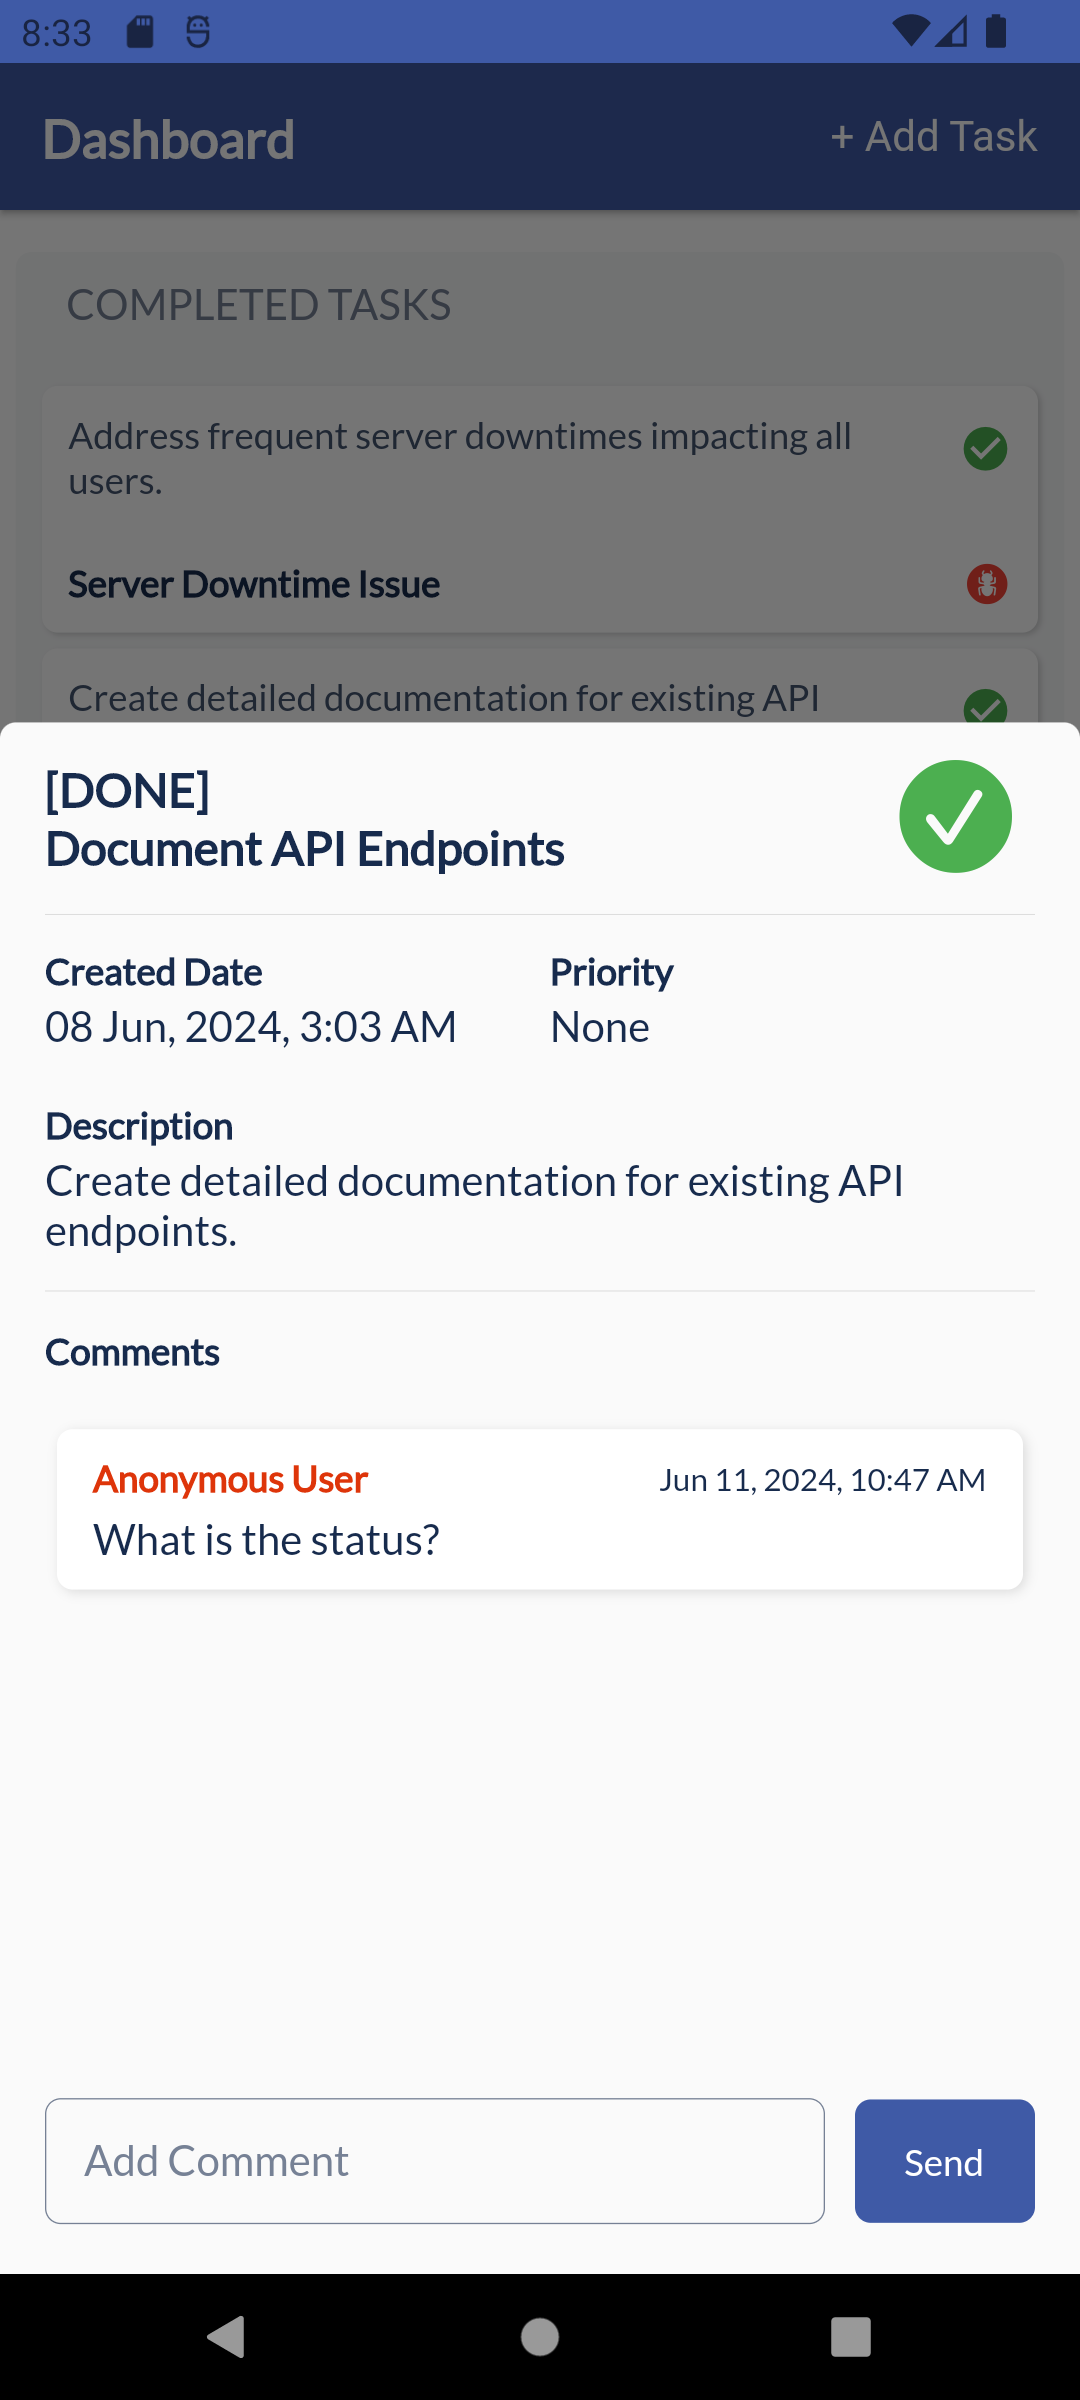 8:33
Dashboard
+ Add Task
COMPLETED TASKS
Address frequent server downtimes impacting all
users.
Server Downtime Issue
Create detailed documentation for existing API
[DONE]
Document API Endpoints
Created Date
Priority
08 Jun, 2024, 3:03 AM
None
Description
Create detailed documentation for existing API
endpoints.
Comments
Anonymous User
Jun 11, 2024, 10:47 AM
What is the status?
Add Comment
Send